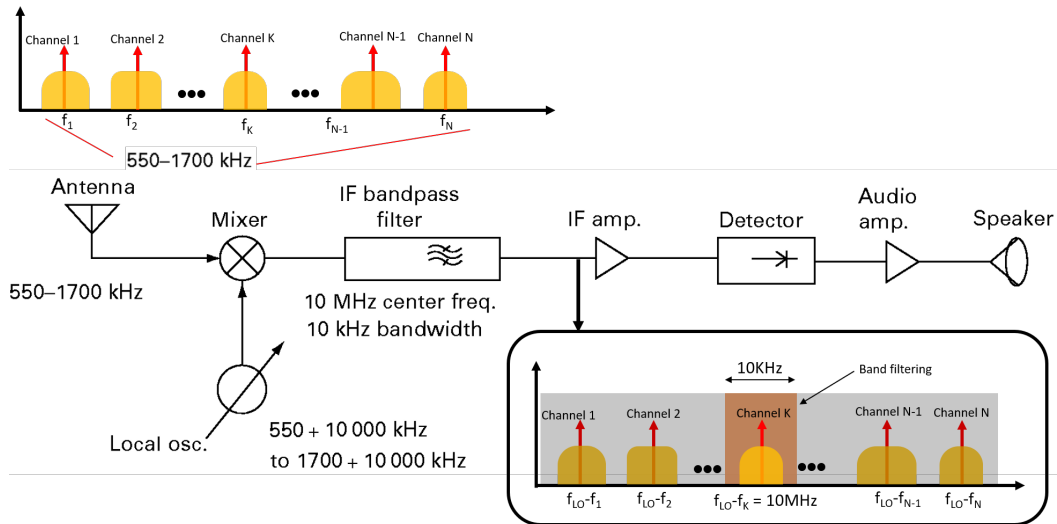 Channel 1 Channel 2 Channel K Channel N-1 Channel N
f1 f2 fK fN-1 fN
550–1700 kHz
Antenna
Mixer
IF bandpass
filter
IF amp.
Detector
Audio
amp.
Speaker
550–1700 kHz
10 MHz center freq.
10 kHz bandwidth
Local osc.
550 + 10 000 kHz
to 1700 + 10 000 kHz
10KHz
Band filtering
Channel 1 Channel 2 Channel K Channel N-1 Channel N
fLO-f1 fLO-f2 fLO-fK = 10MHz fLO-fN-1 fLO-fN